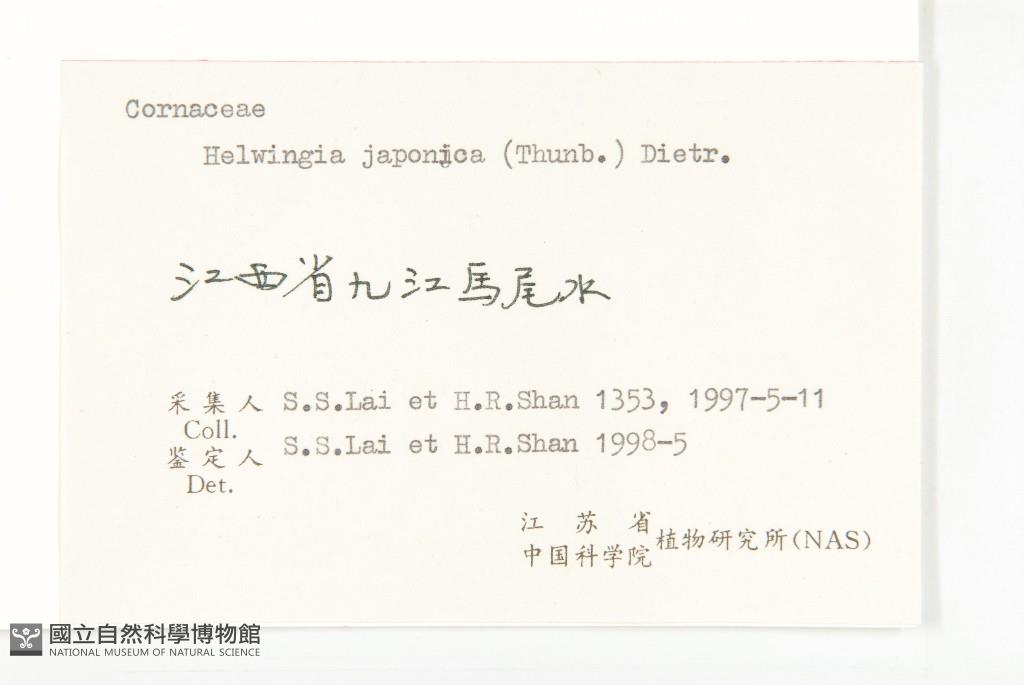 Cornaceae
Helwingia japonica (Thunb.) Dietr.
江西省九江馬尾水
采集人 S.S.Lai et H.R.Shan 1353, 1997-5-11
Coll.
鉴定人 S.S.Lai et H.R.Shan 1998-5
Det.
江苏省
中国科学院植物研究所(NAS)
國立自然科學博物館
NATIONAL MUSEUM OF NATURAL SCIENCE